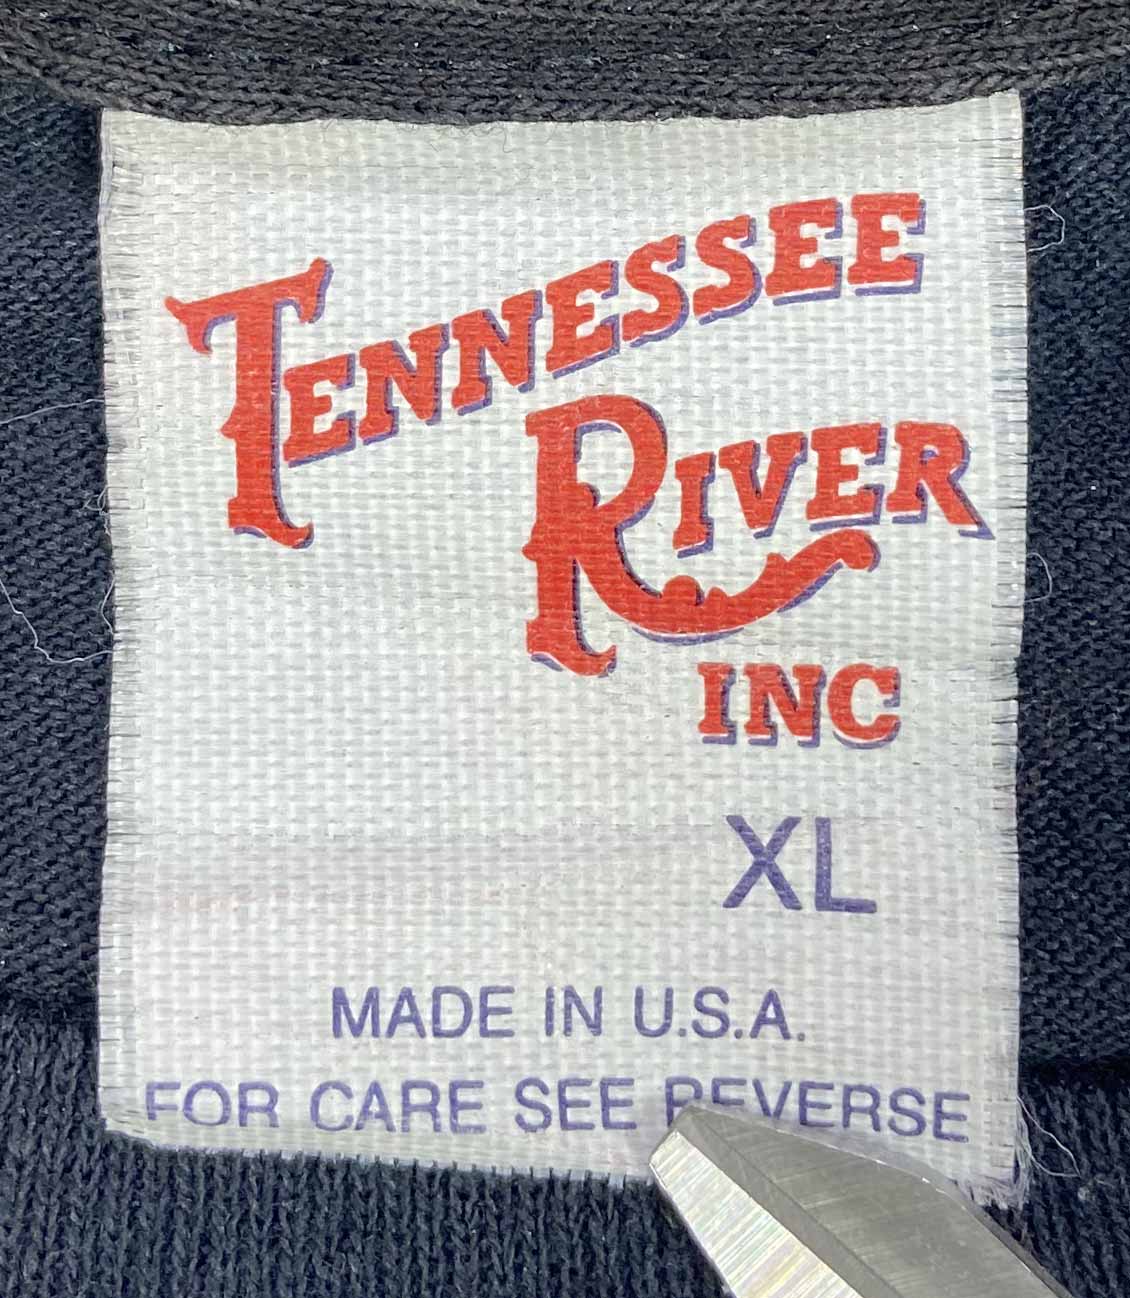 TENNESSEE
RIVER
INC
XL
MADE IN U.S.A.
FOR CARE SEE REVERSE